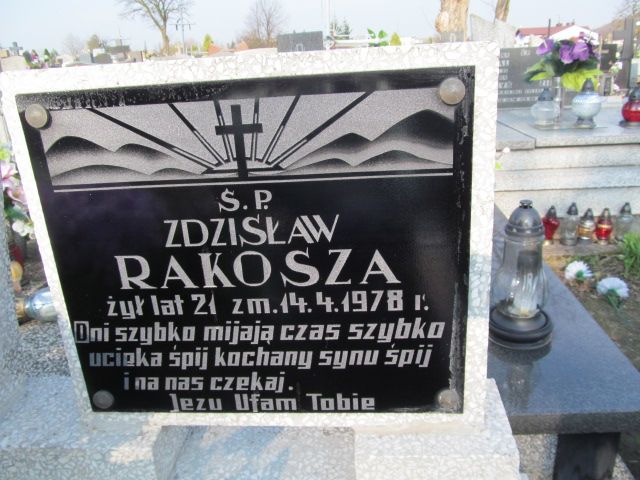 Ś. P.
ZDZISŁAW
RAKOSZA
żył lat 21 zm. 14.4.1978 r.
Dni szybko mijają czas szybko
ucieka śpij kochany synu śpij
i na nas czekaj.
Jezu Ufam Tobie